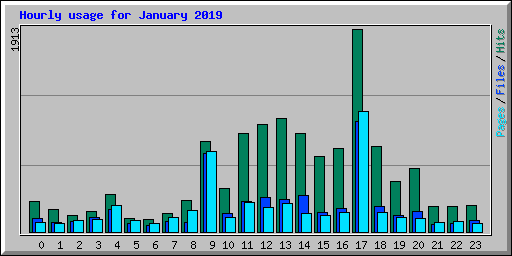 Hourly usage for January 2019
1913
Pages / Files / Hits
0 1 2 3 4 5 6 7 8 9 10 11 12 13 14 15 16 17 18 19 20 21 22 23